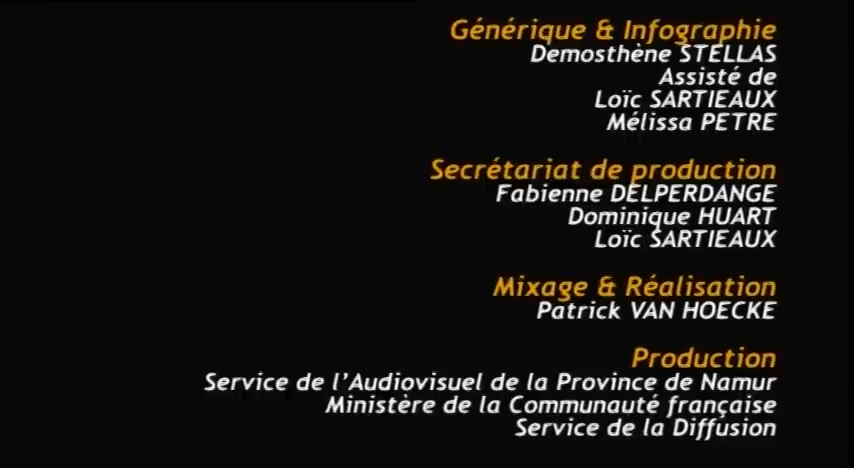 Générique & Infographie
Demosthène STELLAS
Assisté de
Loïc SARTIEAUX
Mélissa PETRE
Secrétariat de production
Fabienne DELPERDANGE
Dominique HUART
Loïc SARTIEAUX
Mixage & Réalisation
Patrick VAN HOECKE
Production
Service de l'Audiovisuel de la Province de Namur
Ministère de la Communauté française
Service de la Diffusion